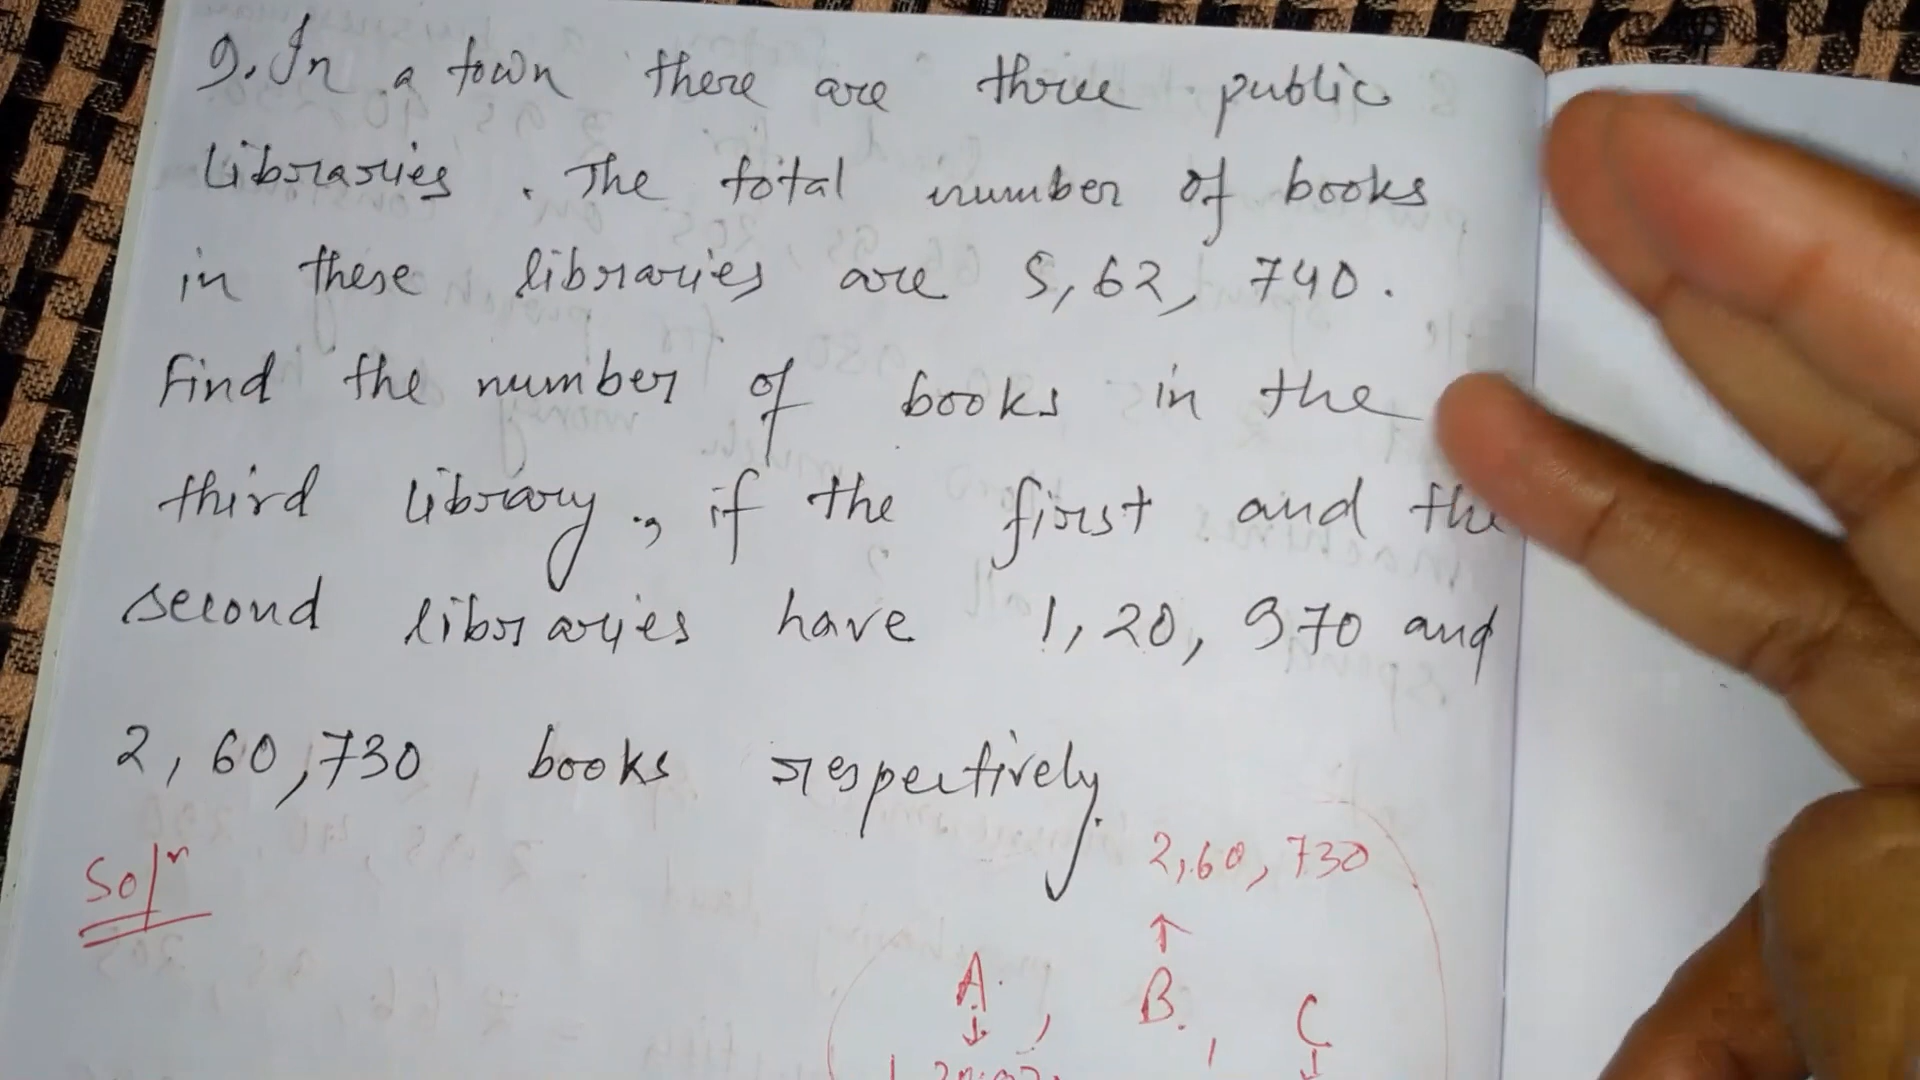 9. In a town there are three public
libraries. The total number of books
in these libraries are 5,62,740.
Find the number of books in the
third library, if the first and the
second libraries have 1,20,970 and
2,60,730 books respectively.
Solⁿ
2,60,730
↑
A, B, C
↓ ↓